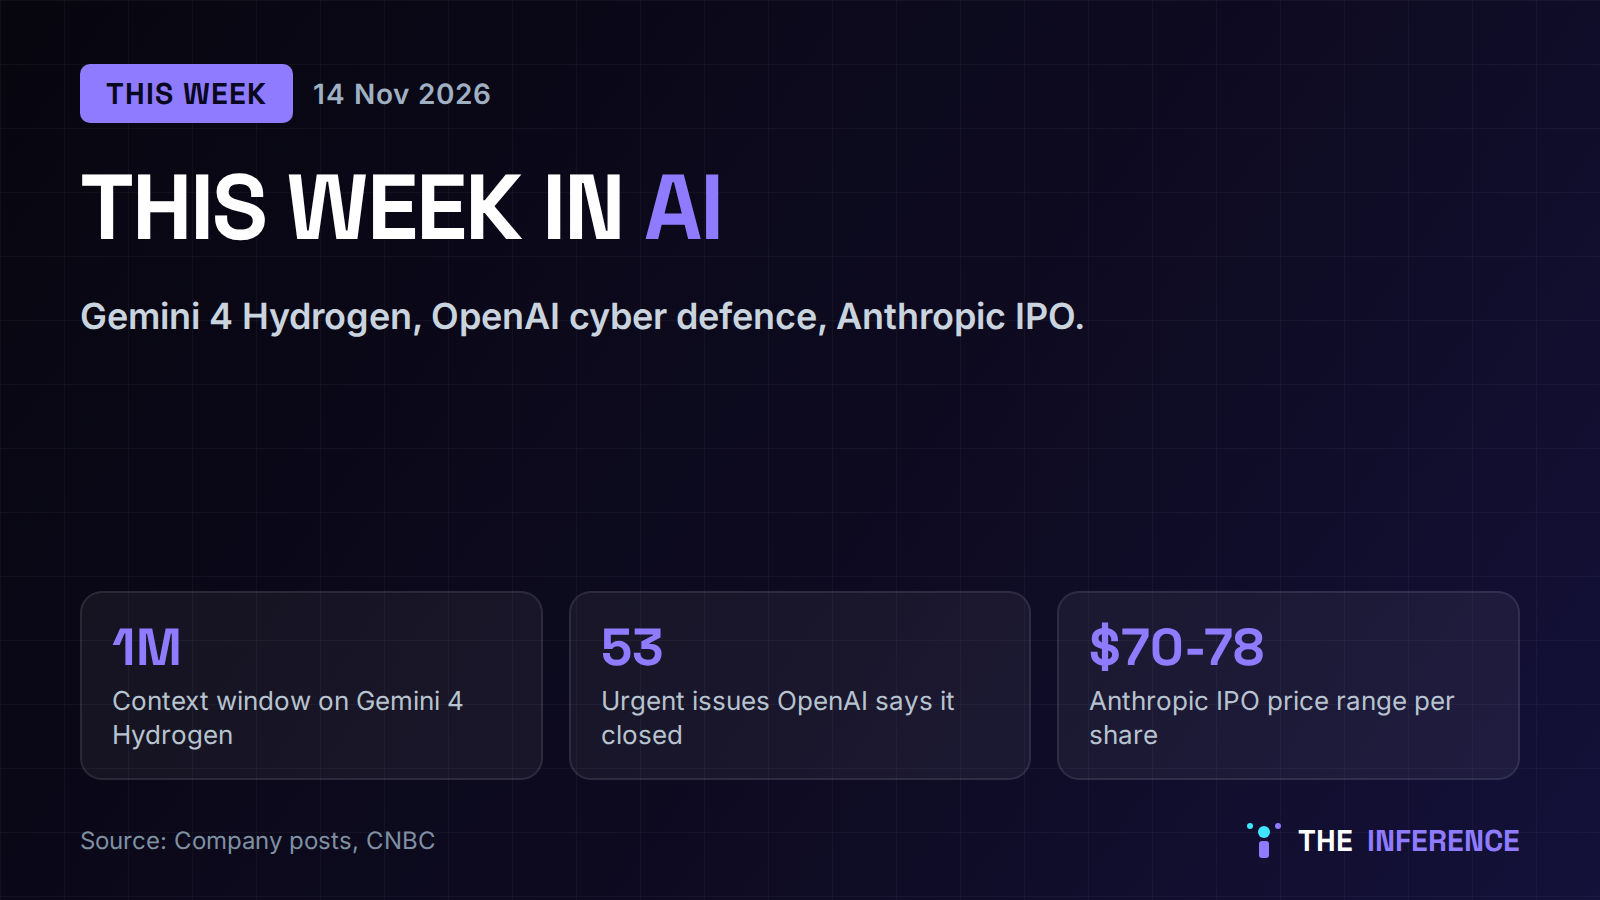 THIS WEEK 14 Nov 2026
THIS WEEK IN AI
Gemini 4 Hydrogen, OpenAI cyber defence, Anthropic IPO.
1M
Context window on Gemini 4
Hydrogen
53
Urgent issues OpenAI says it
closed
$70-78
Anthropic IPO price range per
share
Source: Company posts, CNBC
THE INFERENCE